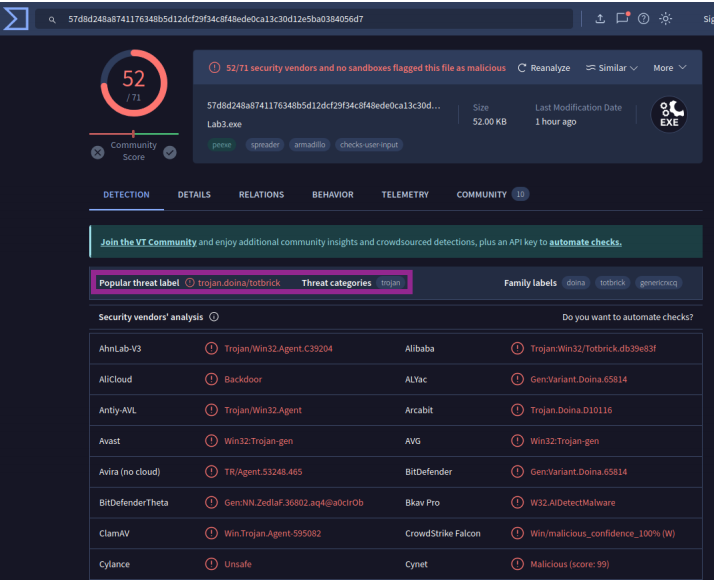 57d8d248a8741176348b5d12dcf29f34c8f48ede0ca13c30d12e5ba0384056d7
Sig
52
/ 71
Community
Score
52/71 security vendors and no sandboxes flagged this file as malicious
Reanalyze
Similar
More
57d8d248a8741176348b5d12dcf29f34c8f48ede0ca13c30d...
Lab3.exe
Size
52.00 KB
Last Modification Date
1 hour ago
EXE
peexe spreader armadillo checks-user-input
DETECTION DETAILS RELATIONS BEHAVIOR TELEMETRY COMMUNITY 10
Join the VT Community and enjoy additional community insights and crowdsourced detections, plus an API key to automate checks.
Popular threat label trojan.doina/totbrick Threat categories trojan Family labels doina totbrick genericrxcq
Security vendors' analysis Do you want to automate checks?
AhnLab-V3 Trojan/Win32.Agent.C39204 Alibaba Trojan:Win32/Totbrick.db39e83f
AliCloud Backdoor ALYac Gen:Variant.Doina.65814
Antiy-AVL Trojan/Win32.Agent Arcabit Trojan.Doina.D10116
Avast Win32:Trojan-gen AVG Win32:Trojan-gen
Avira (no cloud) TR/Agent.53248.465 BitDefender Gen:Variant.Doina.65814
BitDefenderTheta Gen:NN.ZedlaF.36802.aq4@a0cIrOb Bkav Pro W32.AIDetectMalware
ClamAV Win.Trojan.Agent-595082 CrowdStrike Falcon Win/malicious_confidence_100% (W)
Cylance Unsafe Cynet Malicious (score: 99)